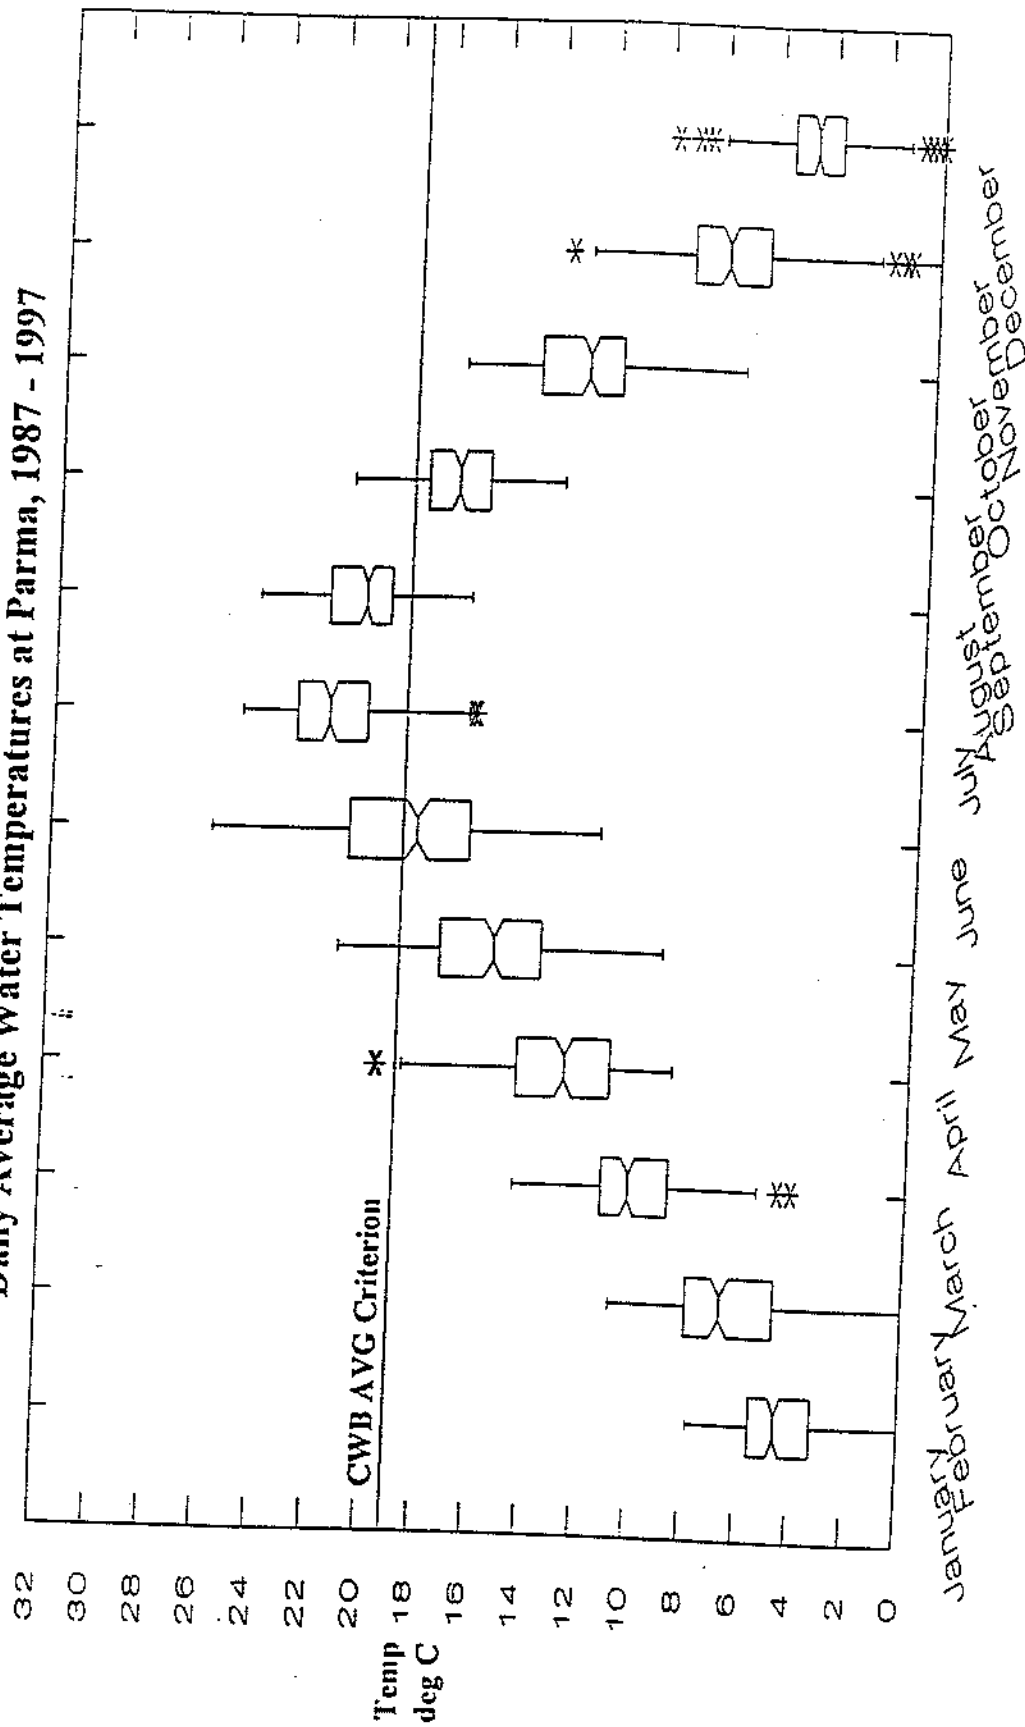 Daily Average Water Temperatures at Parma, 1987 - 1997
32
30
28
26
24
22
20
18
16
14
12
10
8
6
4
2
0
Temp
deg C
CWB AVG Criterion
January
February
March
April
May
June
July
August
September
October
November
December